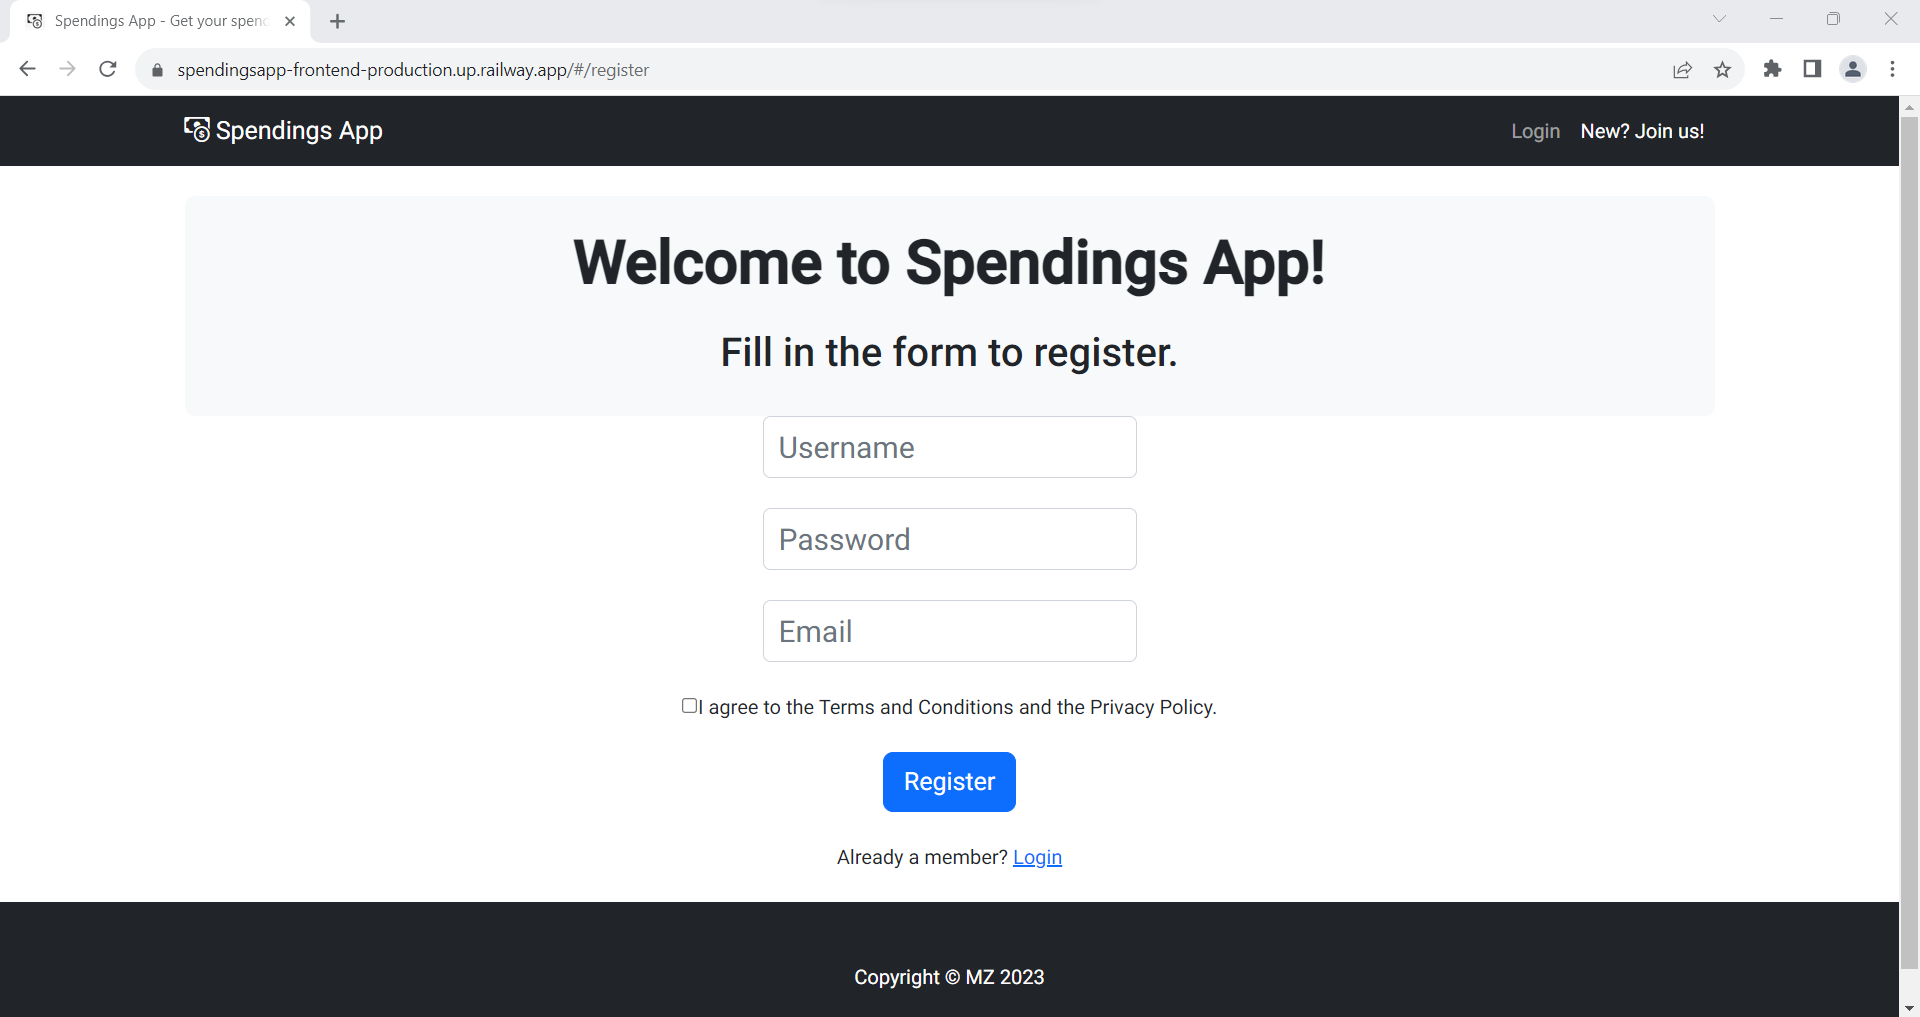 Spendings App - Get your spen
spendingsapp-frontend-production.up.railway.app/#/register
Spendings App
Login
New? Join us!
Welcome to Spendings App!
Fill in the form to register.
Username
Password
Email
I agree to the Terms and Conditions and the Privacy Policy.
Register
Already a member? Login
Copyright © MZ 2023